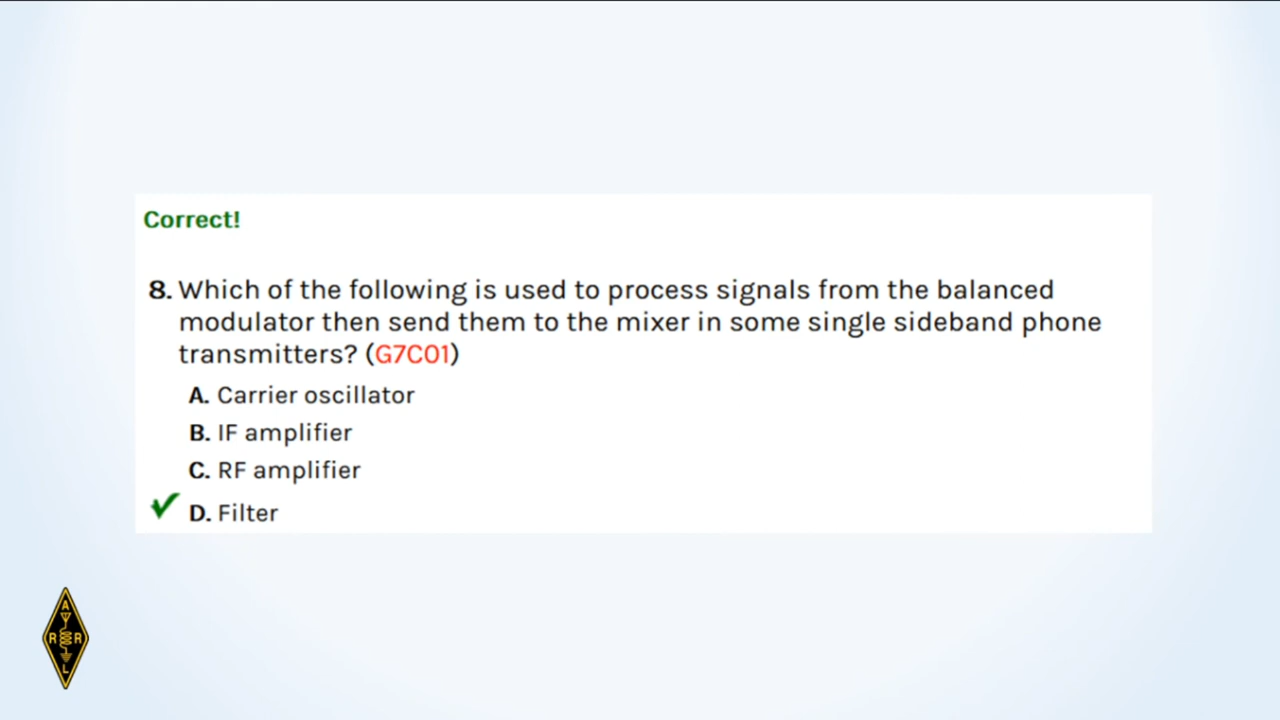 Correct!
8. Which of the following is used to process signals from the balanced
modulator then send them to the mixer in some single sideband phone
transmitters? (G7C01)
A. Carrier oscillator
B. IF amplifier
C. RF amplifier
D. Filter
A
R R
L